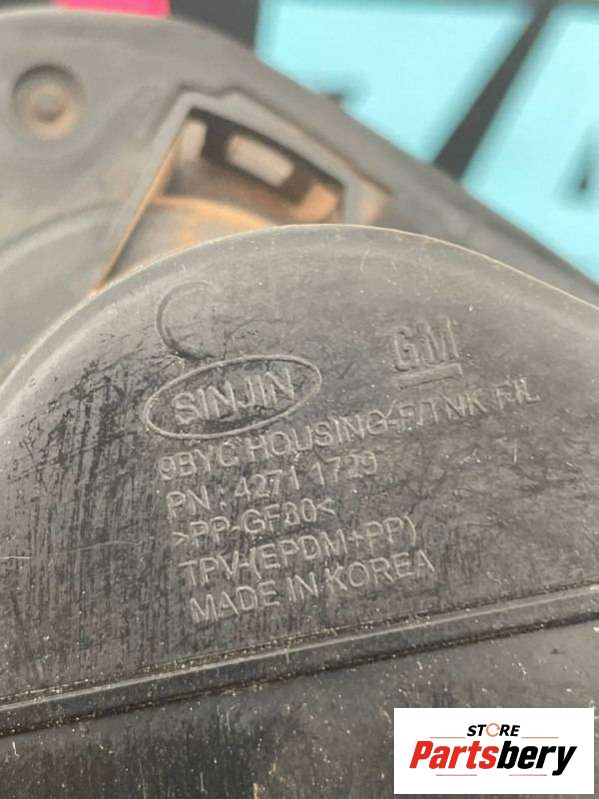 GM
SINJIN
9BYC HOUSING-F/TNK FIL
PN : 4271 1729
>PP-GF30<
TPV-(EPDM+PP)
MADE IN KOREA
STORE
Partsbery